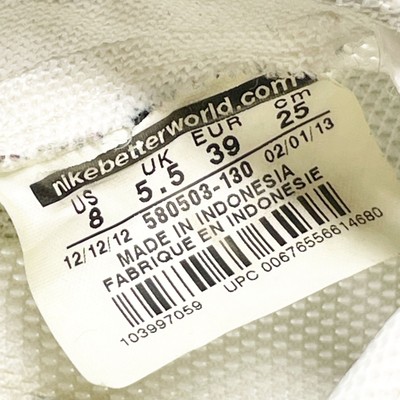 nikebetterworld.com
US UK EUR cm
8 5.5 39 25
12/12/12 580503-130 02/01/13
MADE IN INDONESIA
FABRIQUE EN INDONESIE
103997059 UPC 00676556614680